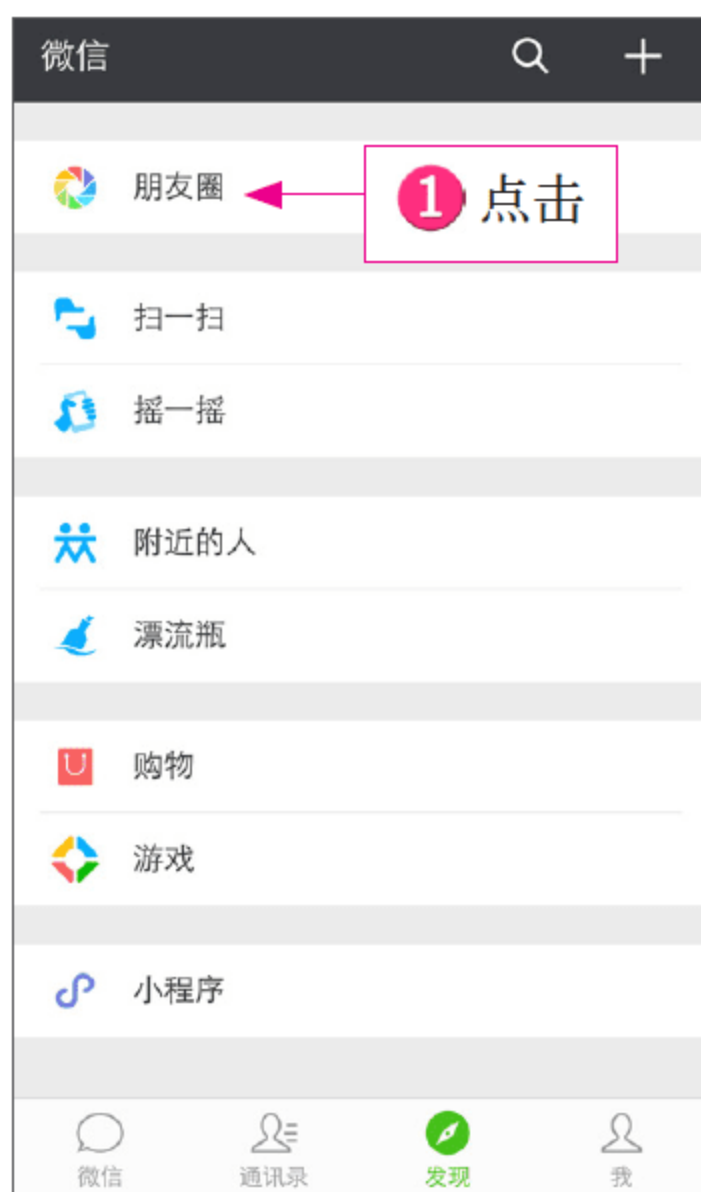 微信
朋友圈
1 点击
扫一扫
摇一摇
附近的人
漂流瓶
购物
游戏
小程序
微信 通讯录 发现 我